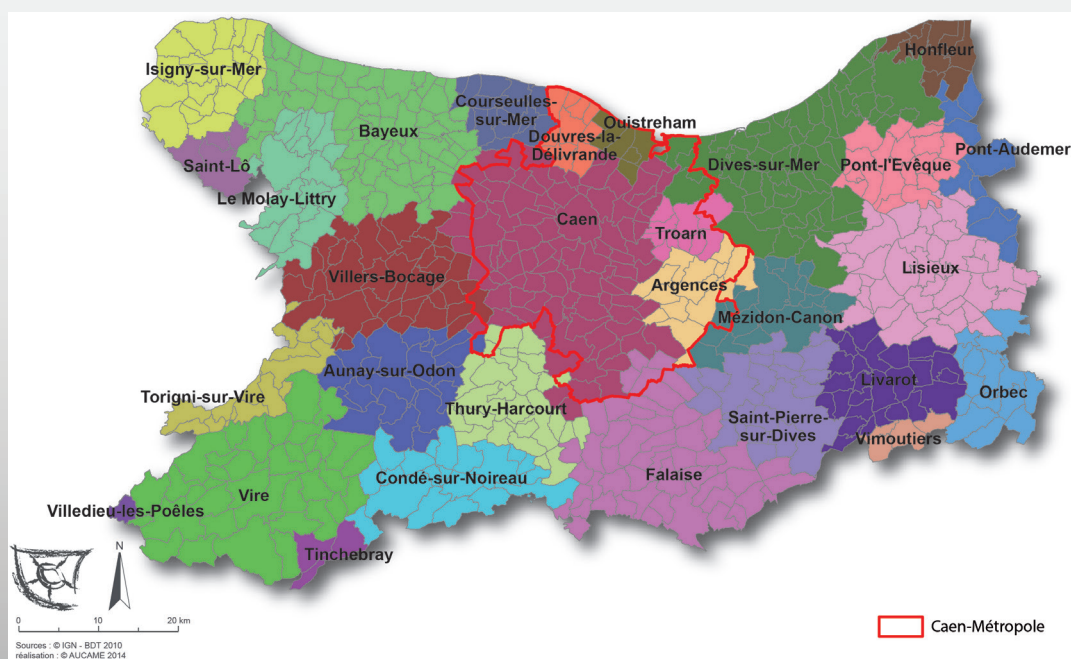 Honfleur
Isigny-sur-Mer
Courseulles-
sur-Mer
Ouistreham
Bayeux
Douvres-la-
Délivrande
Pont-Audemer
Saint-Lô
Dives-sur-Mer
Pont-l'Evêque
Le Molay-Littry
Caen
Troarn
Villers-Bocage
Lisieux
Argences
Mézidon-Canon
Aunay-sur-Odon
Livarot
Orbec
Torigni-sur-Vire
Thury-Harcourt
Saint-Pierre-
sur-Dives
Vimoutiers
Condé-sur-Noireau
Falaise
Vire
Villedieu-les-Poêles
Tinchebray
N
0 10 20 km
Caen-Métropole
Sources : © IGN - BDT 2010
réalisation : © AUCAME 2014